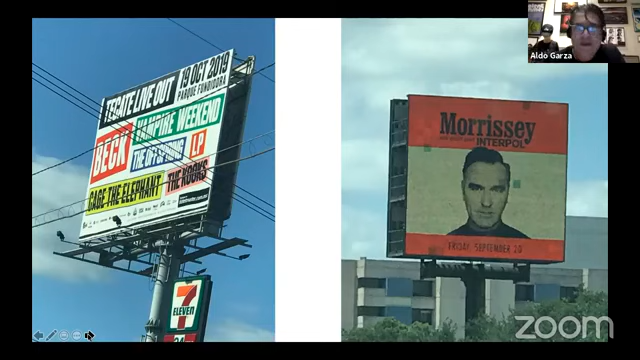 TECATE LIVE OUT
19 OCT 2019
PARQUE FUNDIDORA
VAMPIRE WEEKEND
BECK
THE OFFSPRING
LP
CAGE THE ELEPHANT
THE KOOKS
7
ELEVEN
Morrissey
INTERPOL
FRIDAY, SEPTEMBER 20
Aldo Garza
zoom